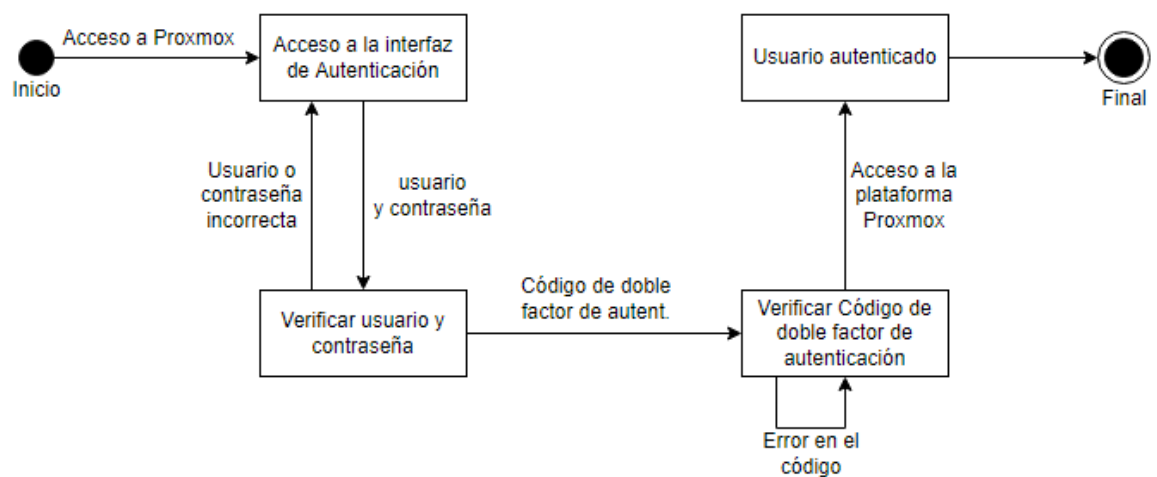 Acceso a Proxmox
Inicio
Acceso a la interfaz
de Autenticación
Usuario autenticado
Final
Usuario o
contraseña
incorrecta
usuario
y contraseña
Acceso a la
plataforma
Proxmox
Verificar usuario y
contraseña
Código de doble
factor de autent.
Verificar Código de
doble factor de
autenticación
Error en el
código